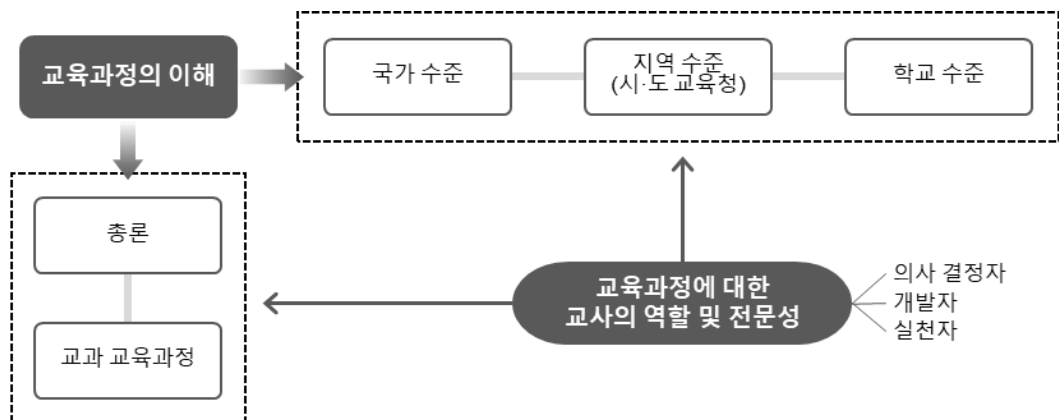 교육과정의 이해
국가 수준
지역 수준
(시·도 교육청)
학교 수준
총론
교과 교육과정
교육과정에 대한
교사의 역할 및 전문성
의사 결정자
개발자
실천자